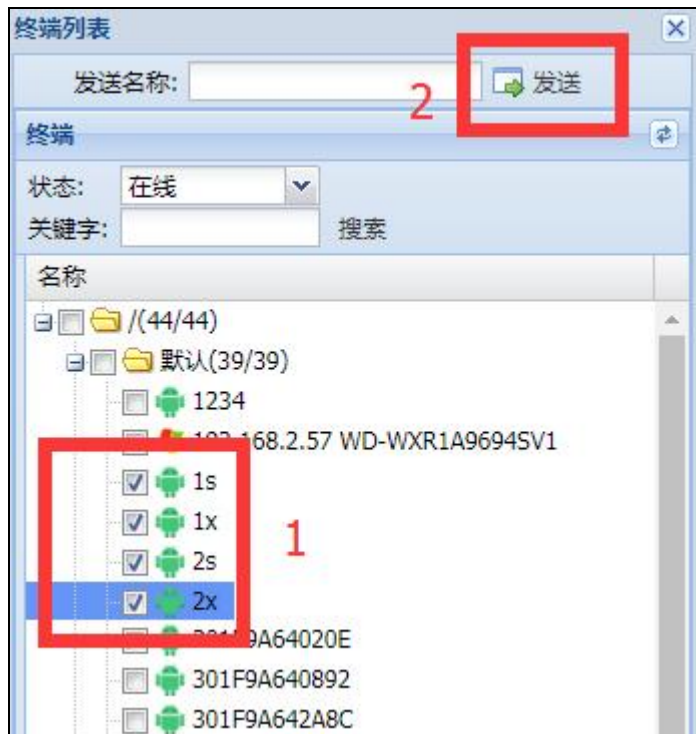 终端列表
发送名称: 发送
2
终端
状态: 在线
关键字: 搜索
名称
/(44/44)
默认(39/39)
1234
168.2.57 WD-WXR1A9694SV1
1s
1x
1
2s
2x
9A64020E
301F9A640892
301F9A642A8C